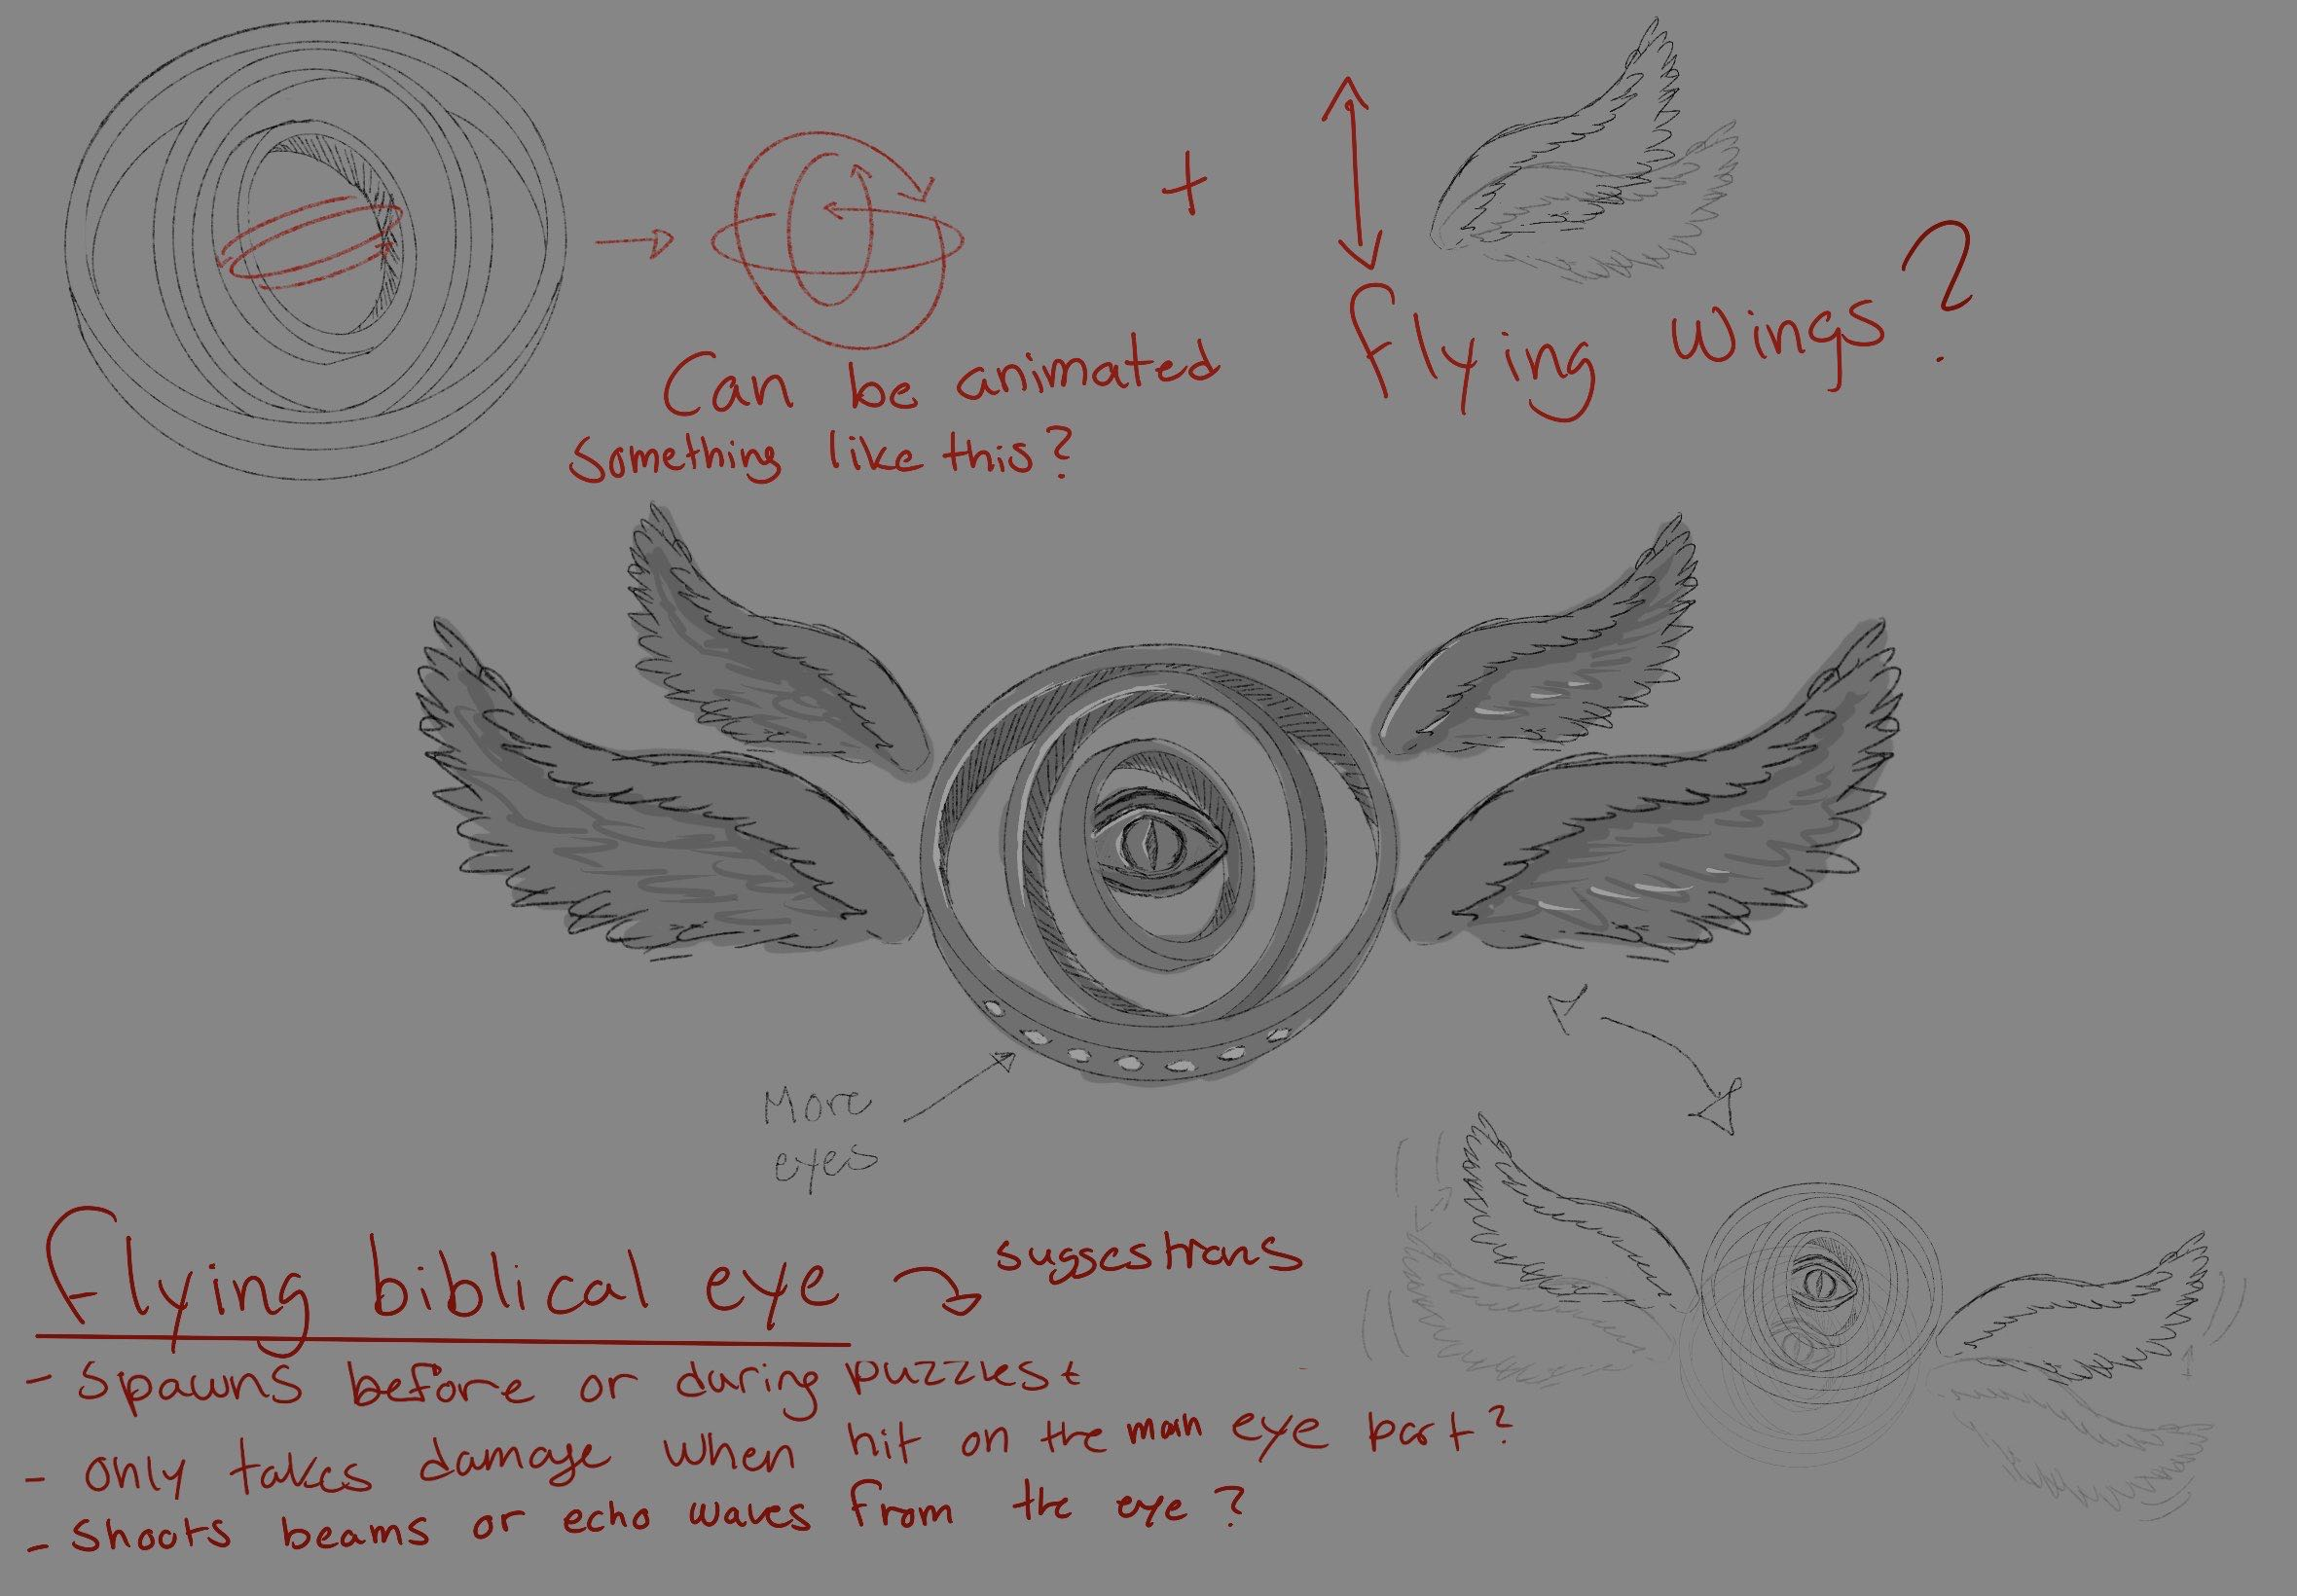 +
Can be animated
something like this?
Flying wings?
More
eyes
Flying biblical eye
suggestions
- Spawns before or during puzzles
- only takes damage when hit on the main eye part?
- Shoots beams or echo waves from the eye?